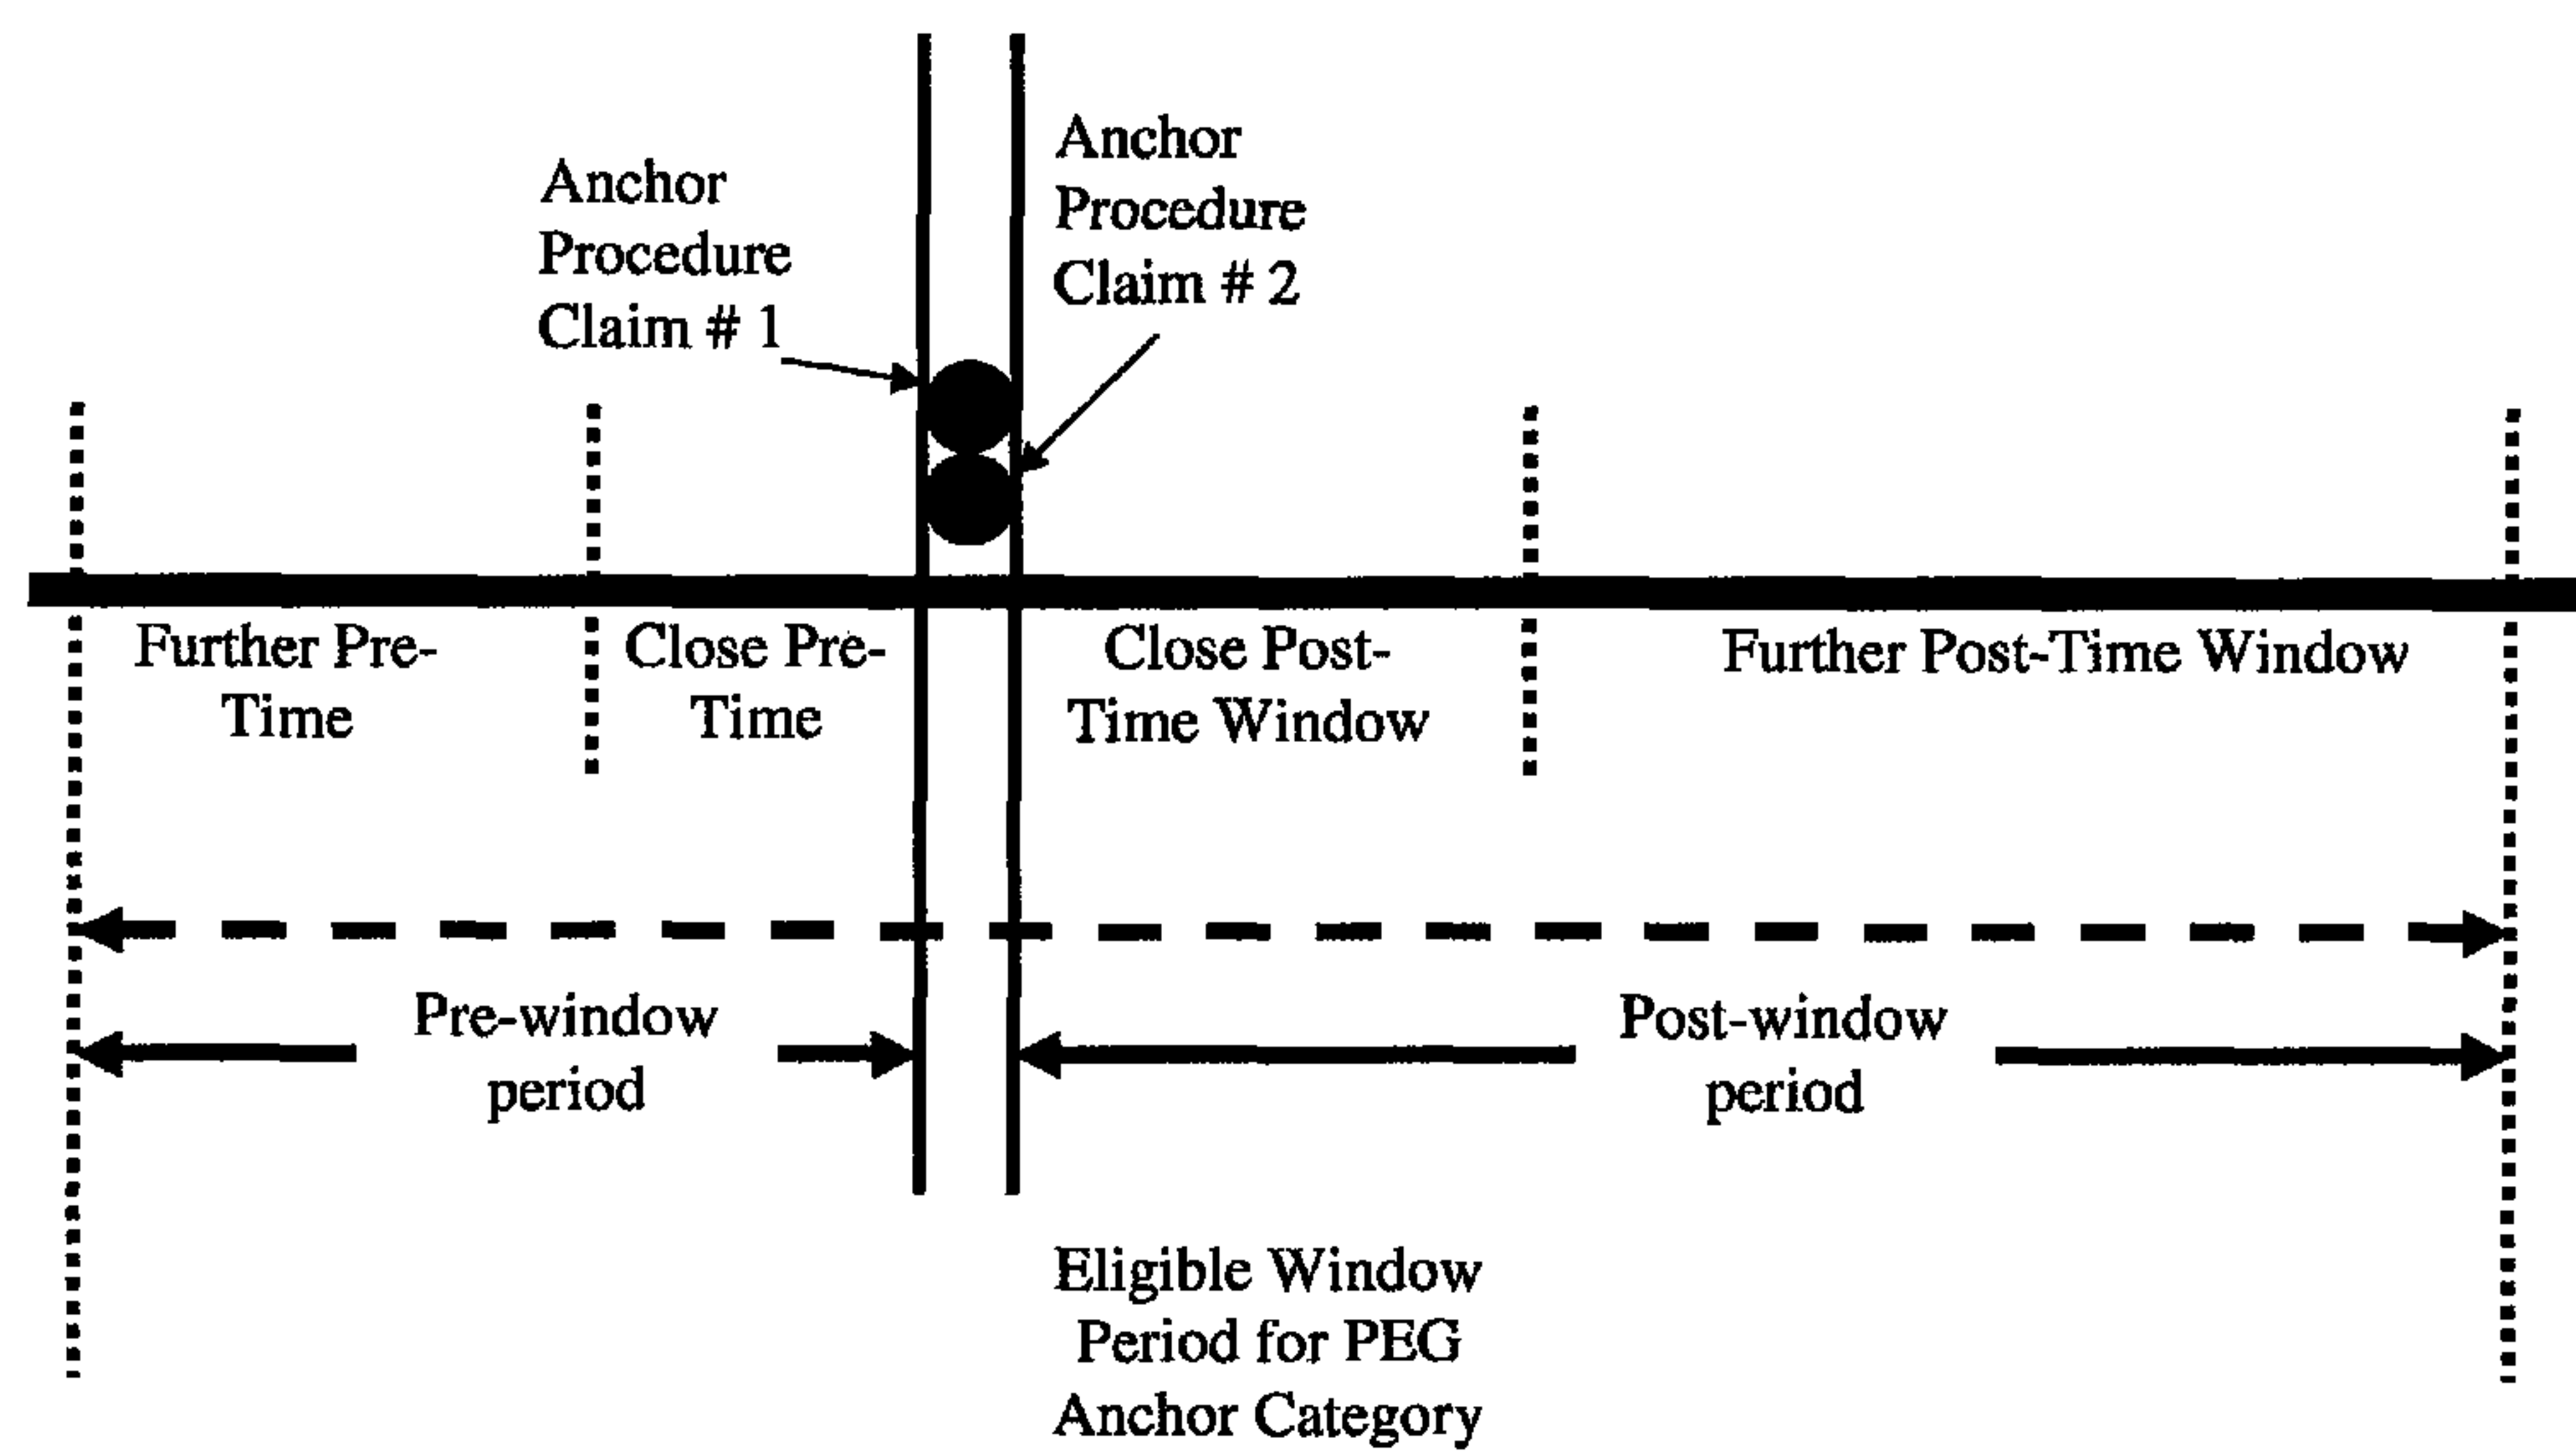 Anchor
Procedure
Claim # 1
Anchor
Procedure
Claim # 2
Further Pre-
Time
Close Pre-
Time
Close Post-
Time Window
Further Post-Time Window
Pre-window
period
Post-window
period
Eligible Window
Period for PEG
Anchor Category